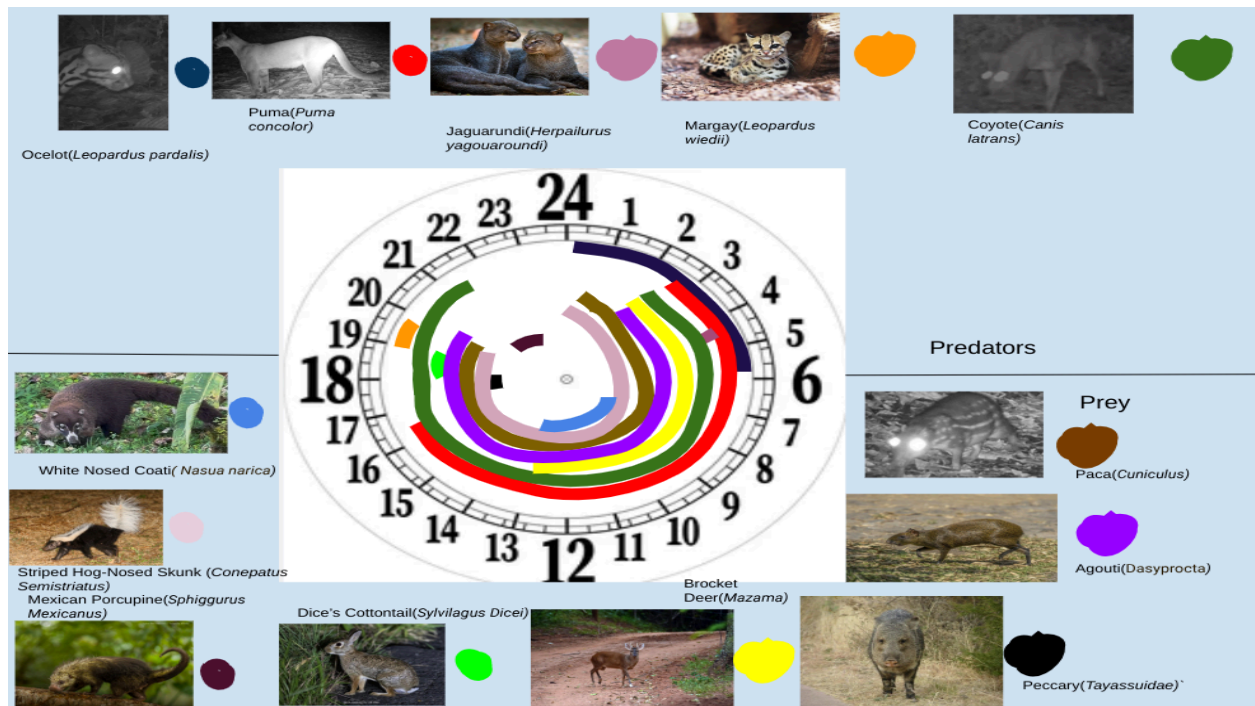 Ocelot(Leopardus pardalis)
Puma(Puma
concolor)
Jaguarundi(Herpailurus
yagouaroundi)
Margay(Leopardus
wiedii)
Coyote(Canis
latrans)
24
1
2
3
4
5
6
7
8
9
10
11
12
13
14
15
16
17
18
19
20
21
22
23
Predators
Prey
White Nosed Coati( Nasua narica)
Paca(Cuniculus)
Striped Hog-Nosed Skunk (Conepatus
Semistriatus)
Agouti(Dasyprocta)
Mexican Porcupine(Sphiggurus
Mexicanus)
Dice's Cottontail(Sylvilagus Dicei)
Brocket
Deer(Mazama)
Peccary(Tayassuidae)`